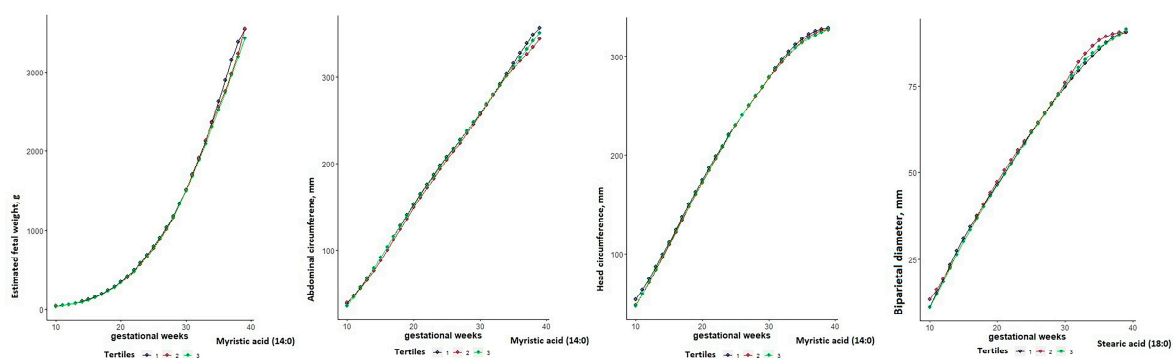 Estimated fetal weight, g
3000
2000
1000
0
10 20 30 40
gestational weeks
Myristic acid (14:0)
Tertiles 1 2 3
Abdominal circumferene, mm
300
200
100
10 20 30 40
gestational weeks
Myristic acid (14:0)
Tertiles 1 2 3
Head circumference, mm
300
200
100
10 20 30 40
gestational weeks
Myristic acid (14:0)
Tertiles 1 2 3
Biparietal diameter, mm
75
50
25
10 20 30 40
gestational weeks
Stearic acid (18:0)
Tertiles 1 2 3